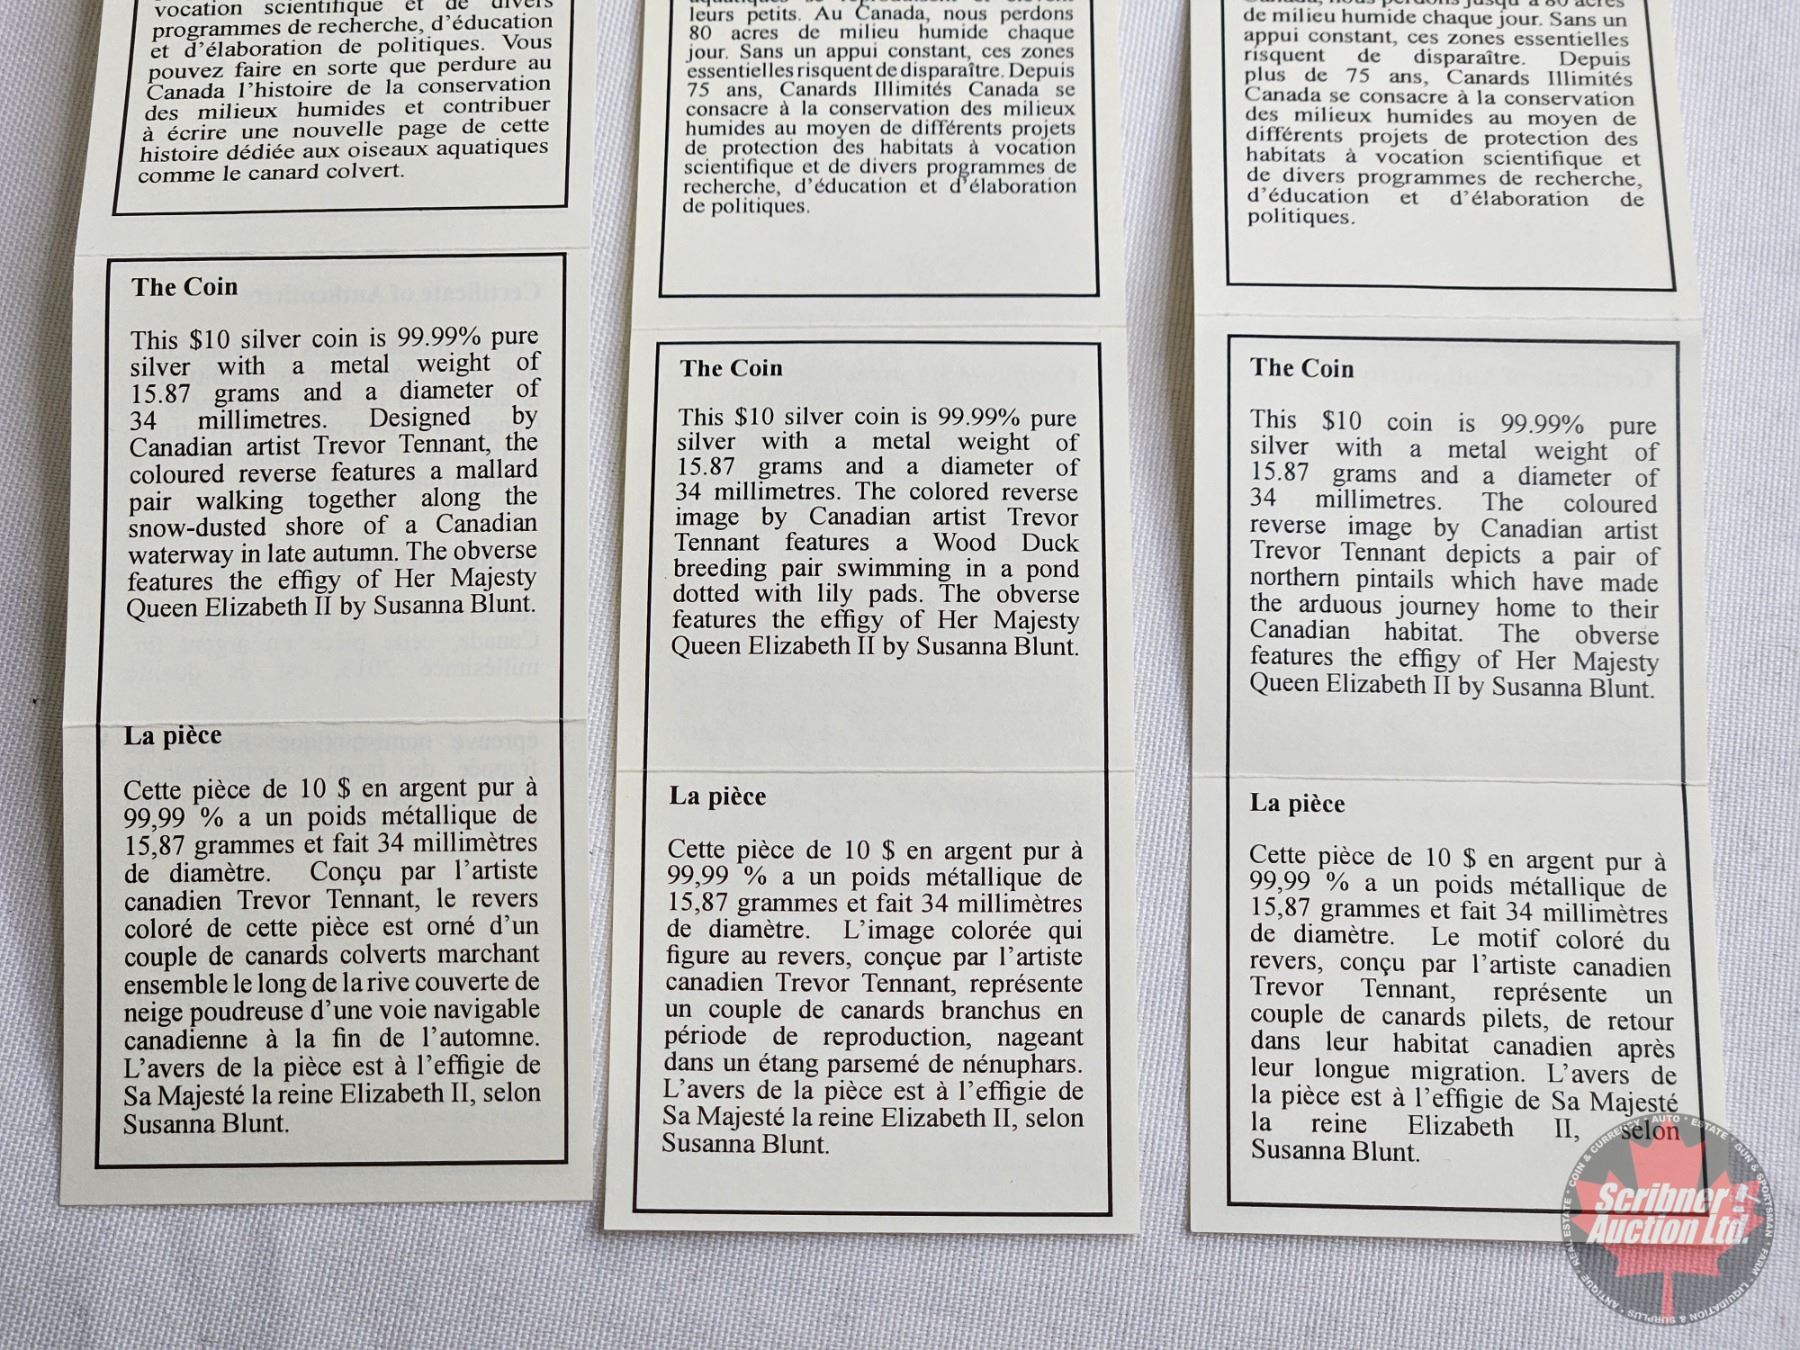 vocation scientifique et de divers
programmes de recherche, d'éducation
et d'élaboration de politiques. Vous
pouvez faire en sorte que perdure au
Canada l'histoire de la conservation
des milieux humides et contribuer
à écrire une nouvelle page de cette
histoire dédiée aux oiseaux aquatiques
comme le canard colvert.
The Coin
This $10 silver coin is 99.99% pure
silver with a metal weight of
15.87 grams and a diameter of
34 millimetres. Designed by
Canadian artist Trevor Tennant, the
coloured reverse features a mallard
pair walking together along the
snow-dusted shore of a Canadian
waterway in late autumn. The obverse
features the effigy of Her Majesty
Queen Elizabeth II by Susanna Blunt.
La pièce
Cette pièce de 10 $ en argent pur à
99,99 % a un poids métallique de
15,87 grammes et fait 34 millimètres
de diamètre. Conçu par l'artiste
canadien Trevor Tennant, le revers
coloré de cette pièce est orné d'un
couple de canards colverts marchant
ensemble le long de la rive couverte de
neige poudreuse d'une voie navigable
canadienne à la fin de l'automne.
L'avers de la pièce est à l'effigie de
Sa Majesté la reine Elizabeth II, selon
Susanna Blunt.
leurs petits. Au Canada, nous perdons
80 acres de milieu humide chaque
jour. Sans un appui constant, ces zones
essentielles risquent de disparaître. Depuis
75 ans, Canards Illimités Canada se
consacre à la conservation des milieux
humides au moyen de différents projets
de protection des habitats à vocation
scientifique et de divers programmes de
recherche, d'éducation et d'élaboration
de politiques.
The Coin
This $10 silver coin is 99.99% pure
silver with a metal weight of
15.87 grams and a diameter of
34 millimetres. The colored reverse
image by Canadian artist Trevor
Tennant features a Wood Duck
breeding pair swimming in a pond
dotted with lily pads. The obverse
features the effigy of Her Majesty
Queen Elizabeth II by Susanna Blunt.
La pièce
Cette pièce de 10 $ en argent pur à
99,99 % a un poids métallique de
15,87 grammes et fait 34 millimètres
de diamètre. L'image colorée qui
figure au revers, conçue par l'artiste
canadien Trevor Tennant, représente
un couple de canards branchus en
période de reproduction, nageant
dans un étang parsemé de nénuphars.
L'avers de la pièce est à l'effigie de
Sa Majesté la reine Elizabeth II, selon
Susanna Blunt.
Canada, nous perdons jusqu'à 80 acres
de milieu humide chaque jour. Sans un
appui constant, ces zones essentielles
risquent de disparaître. Depuis
plus de 75 ans, Canards Illimités
Canada se consacre à la conservation
des milieux humides au moyen de
différents projets de protection des
habitats à vocation scientifique et
de divers programmes de recherche,
d'éducation et d'élaboration de
politiques.
The Coin
This $10 coin is 99.99% pure
silver with a metal weight of
15.87 grams and a diameter of
34 millimetres. The coloured
reverse image by Canadian artist
Trevor Tennant depicts a pair of
northern pintails which have made
the arduous journey home to their
Canadian habitat. The obverse
features the effigy of Her Majesty
Queen Elizabeth II by Susanna Blunt.
La pièce
Cette pièce de 10 $ en argent pur à
99,99 % a un poids métallique de
15,87 grammes et fait 34 millimètres
de diamètre. Le motif coloré du
revers, conçu par l'artiste canadien
Trevor Tennant, représente un
couple de canards pilets, de retour
dans leur habitat canadien après
leur longue migration. L'avers de
la pièce est à l'effigie de Sa Majesté
la reine Elizabeth II, selon
Susanna Blunt.
Scribner
Auction Ltd.
COIN & CURRENCY * AUTO * ESTATE * GUN & SPORTSMAN * FARM * LIQUIDATION & SURPLUS * ANTIQUE * REAL ESTATE *